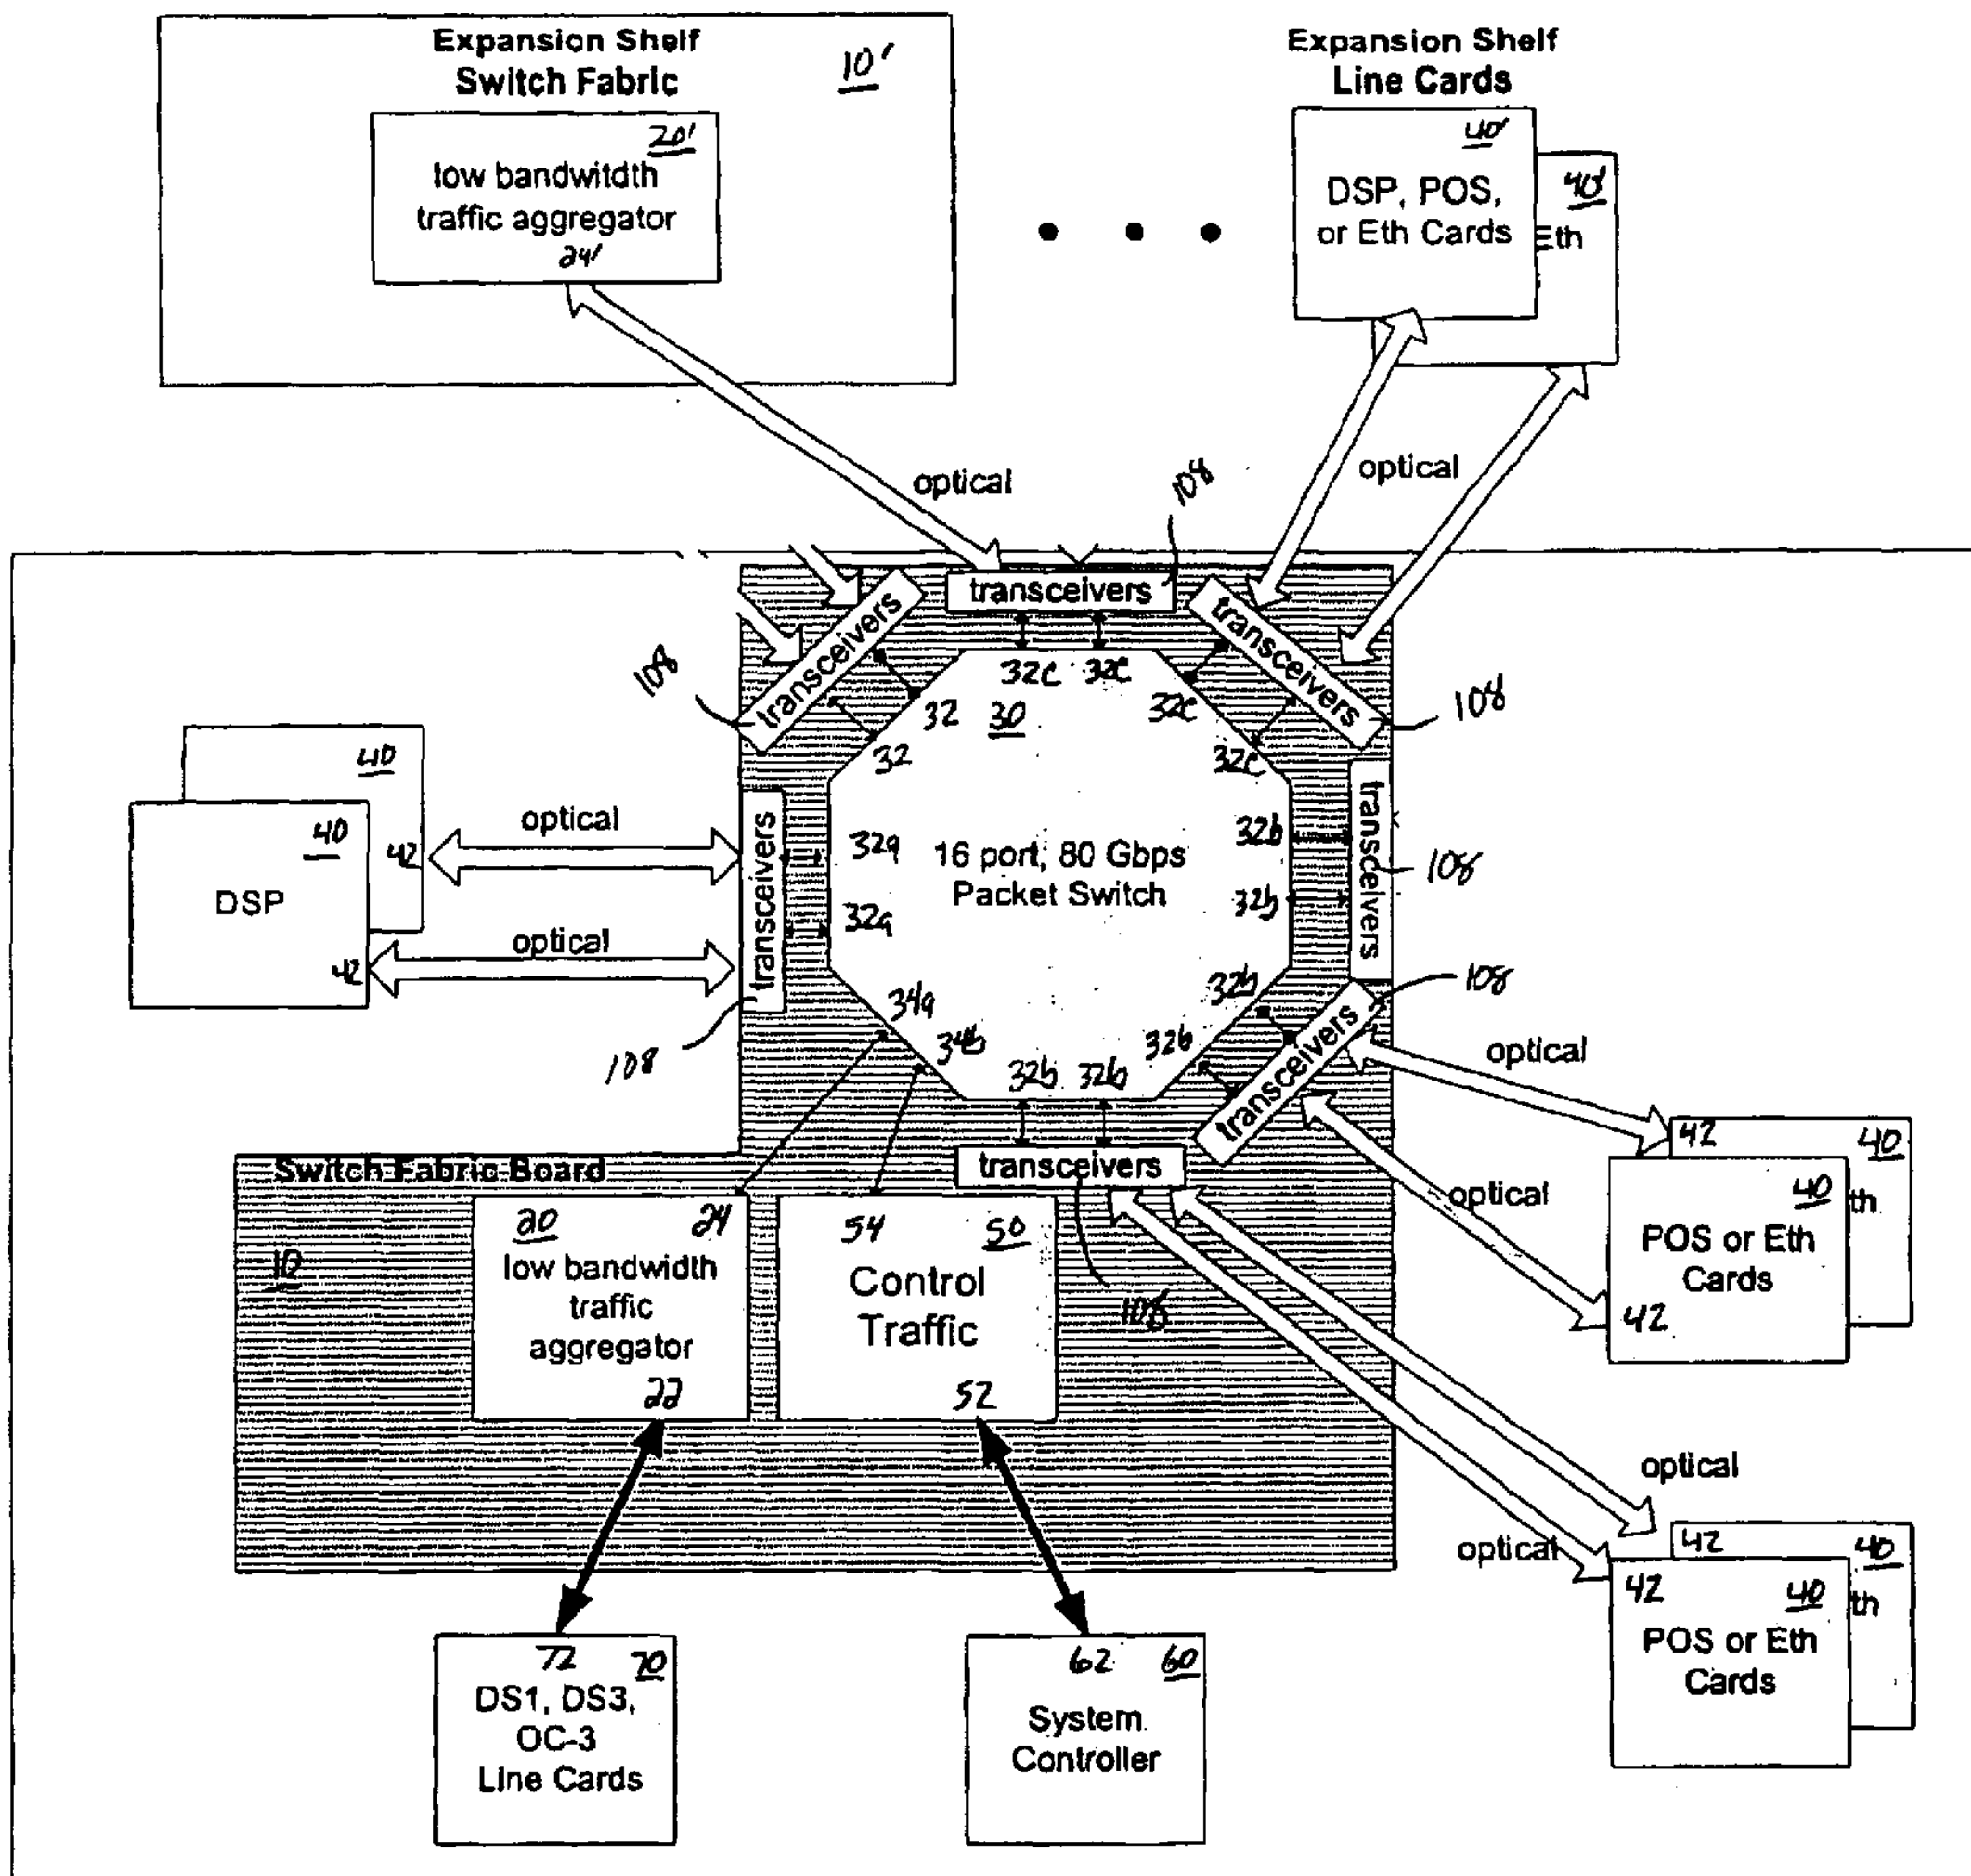 Expansion Shelf
Switch Fabric
10'
20'
low bandwitdth
traffic aggregator
24'
Expansion Shelf
Line Cards
40'
DSP, POS,
or Eth Cards
40'
Eth
optical
optical
108
transceivers
transceivers
transceivers
108
108
32c
32c
32
30
32c
32
32c
40
40
42
DSP
42
optical
optical
transceivers
108
32a
32a
16 port, 80 Gbps
Packet Switch
32b
32b
transceivers
108
34a
34b
32b
32b
32b
32b
108
transceivers
transceivers
108
optical
optical
42
40
40
th
POS or Eth
Cards
42
Switch Fabric Board
10
20
24
low bandwidth
traffic
aggregator
22
54
50
Control
Traffic
52
optical
optical
42
40
42
40
th
POS or Eth
Cards
72
70
DS1, DS3,
OC-3
Line Cards
62
60
System
Controller